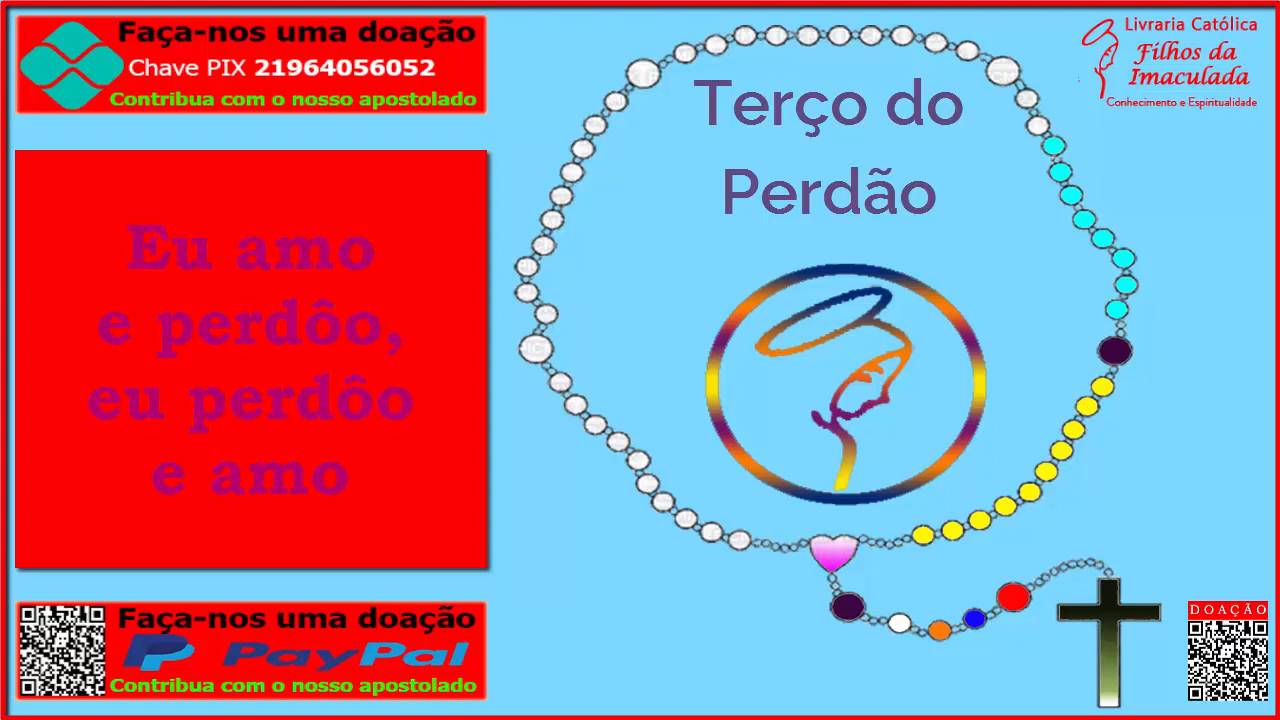 Faça-nos uma doação
Chave PIX 21964056052
Contribua com o nosso apostolado
Eu amo
e perdôo,
eu perdôo
e amo
Faça-nos uma doação
PayPal
Contribua com o nosso apostolado
Terço do
Perdão
Livraria Católica
Filhos da
Imaculada
Conhecimento e Espiritualidade
DOAÇÃO